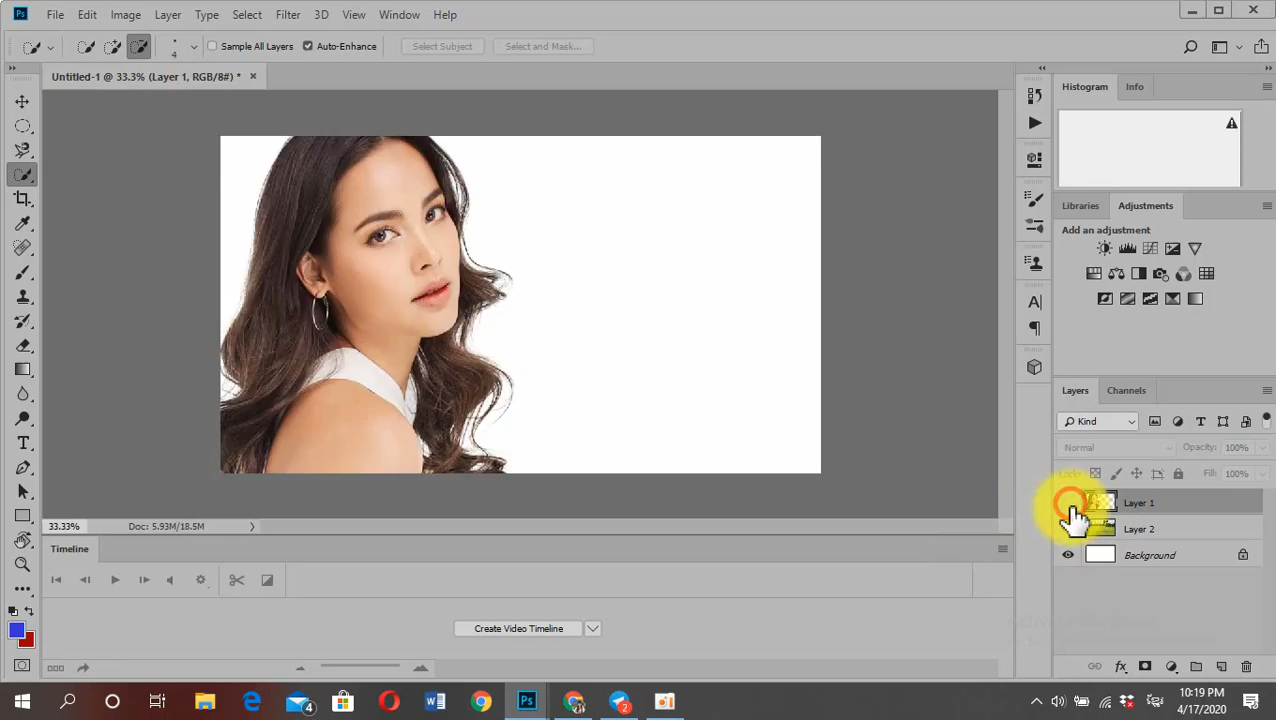 Ps File Edit Image Layer Type Select Filter 3D View Window Help
4 Sample All Layers Auto-Enhance Select Subject Select and Mask...
Untitled-1 @ 33.3% (Layer 1, RGB/8#) * ×
Histogram Info
Libraries Adjustments
Add an adjustment
Layers Channels
Kind
Normal Opacity: 100%
Lock: Fill: 100%
Layer 1
Layer 2
Background
33.33% Doc: 5.93M/18.5M
Timeline
Create Video Timeline
10:19 PM
4/17/2020